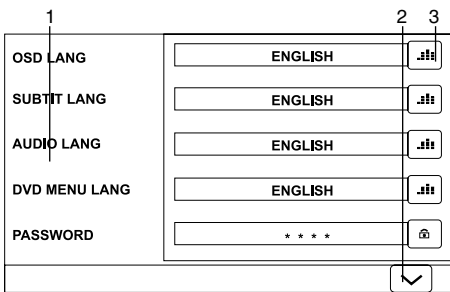 1 2 3
OSD LANG ENGLISH
SUBTIT LANG ENGLISH
AUDIO LANG ENGLISH
DVD MENU LANG ENGLISH
PASSWORD * * * *